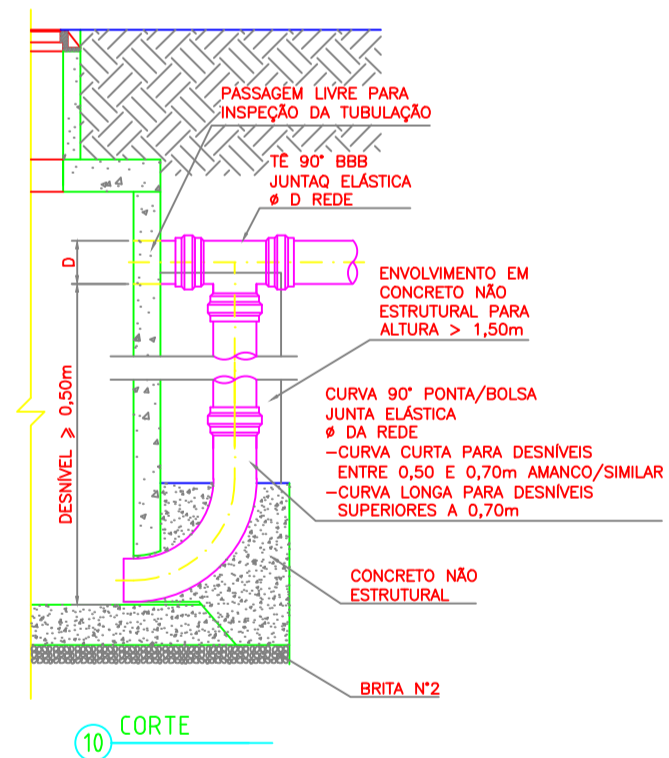 PASSAGEM LIVRE PARA
INSPEÇÃO DA TUBULAÇÃO
TÊ 90° BBB
JUNTAQ ELÁSTICA
ø D REDE
D
ENVOLVIMENTO EM
CONCRETO NÃO
ESTRUTURAL PARA
ALTURA > 1,50m
DESNÍVEL ⩾ 0,50m
CURVA 90° PONTA/BOLSA
JUNTA ELÁSTICA
ø DA REDE
-CURVA CURTA PARA DESNÍVEIS
ENTRE 0,50 E 0,70m AMANCO/SIMILAR
-CURVA LONGA PARA DESNÍVEIS
SUPERIORES A 0,70m
CONCRETO NÃO
ESTRUTURAL
BRITA N°2
10 CORTE